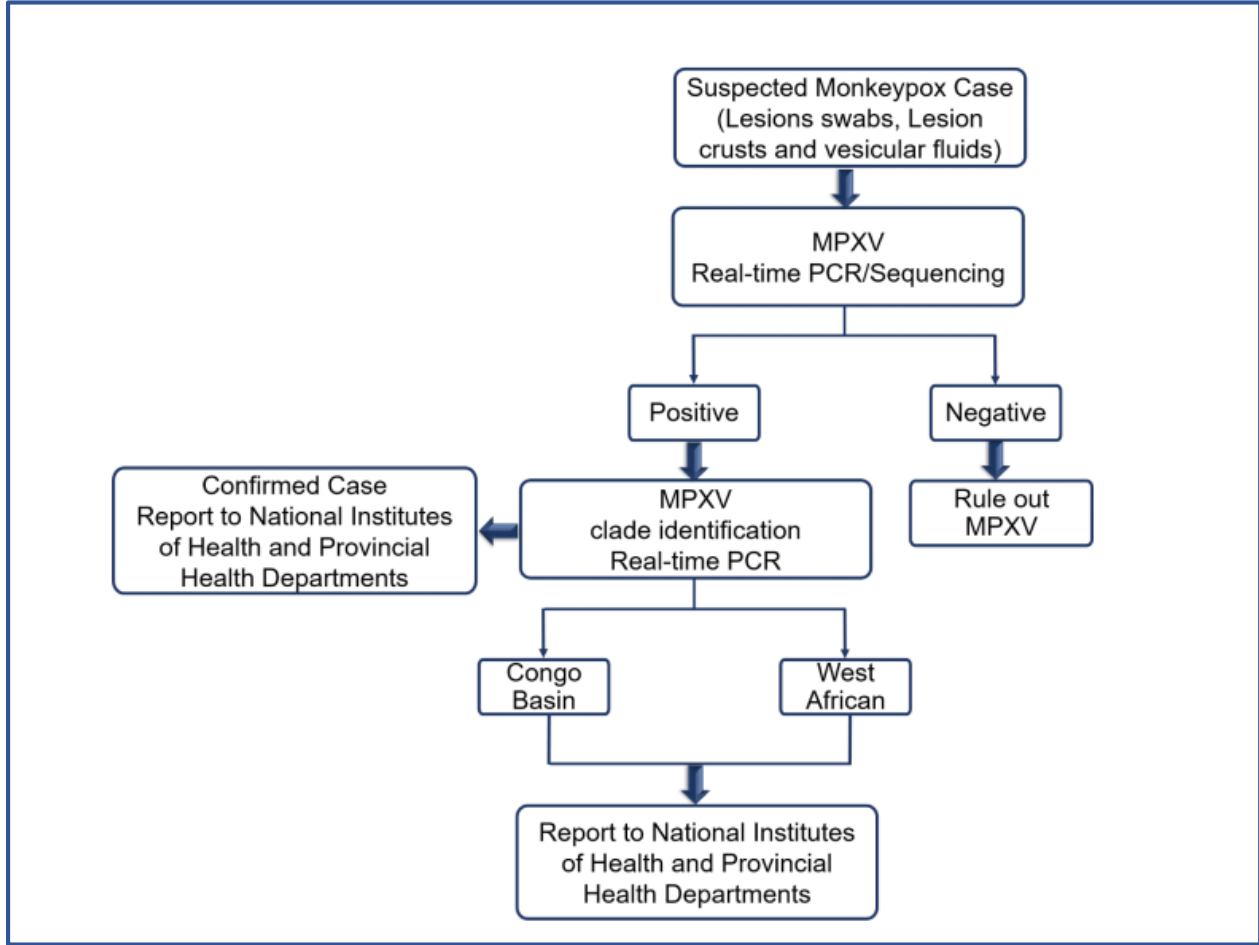 Suspected Monkeypox Case
(Lesions swabs, Lesion
crusts and vesicular fluids)
MPXV
Real-time PCR/Sequencing
Positive
Negative
Confirmed Case
Report to National Institutes
of Health and Provincial
Health Departments
MPXV
clade identification
Real-time PCR
Rule out
MPXV
Congo
Basin
West
African
Report to National Institutes
of Health and Provincial
Health Departments